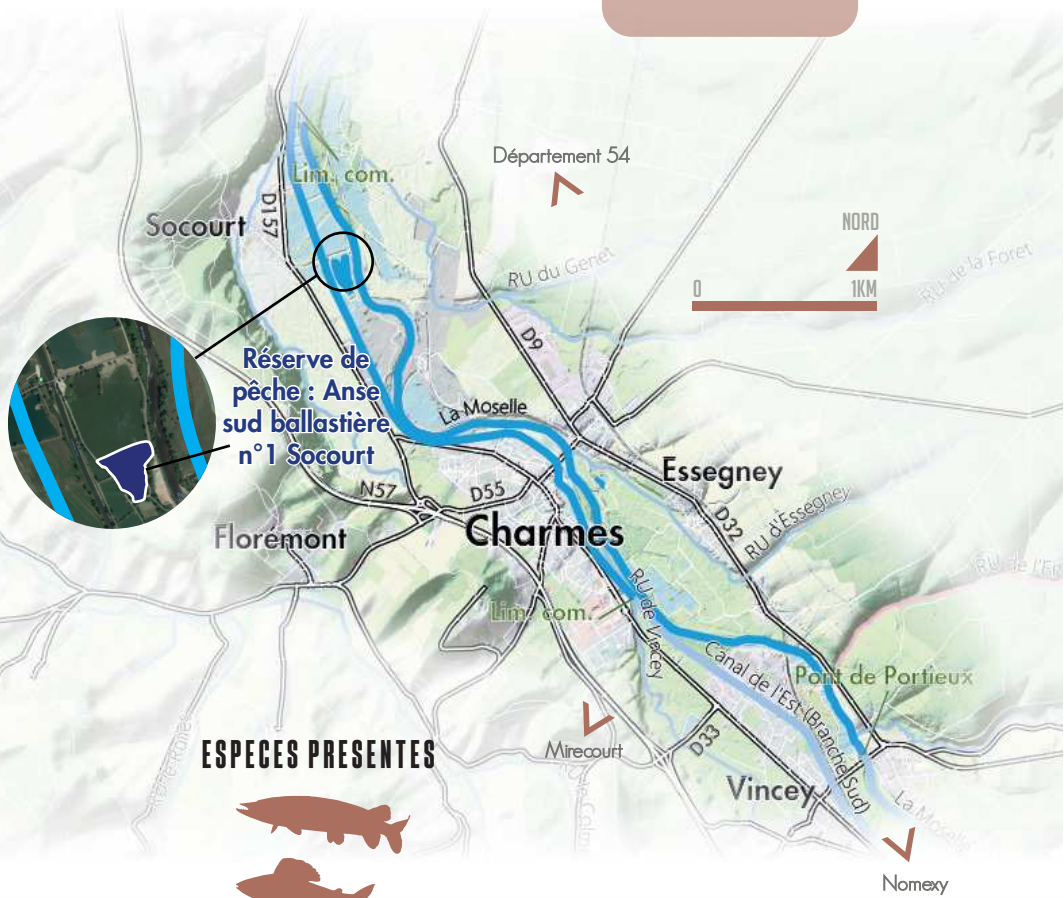 Département 54
Lim. com.
D157
Socourt
NORD
0 1KM
RU du Genet
RU de la Foret
D9
Réserve de
pêche : Anse
sud ballastière
n°1 Socourt
La Moselle
Essegney
N57
D55
Charmes
D32
RU d'Essegney
Florémont
Lim. com.
RU de Vincey
Canal de l'Est (Branche Sud)
Pont de Portieux
D33
Mirecourt
ESPECES PRESENTES
Vincey
La Moselle
Nomexy